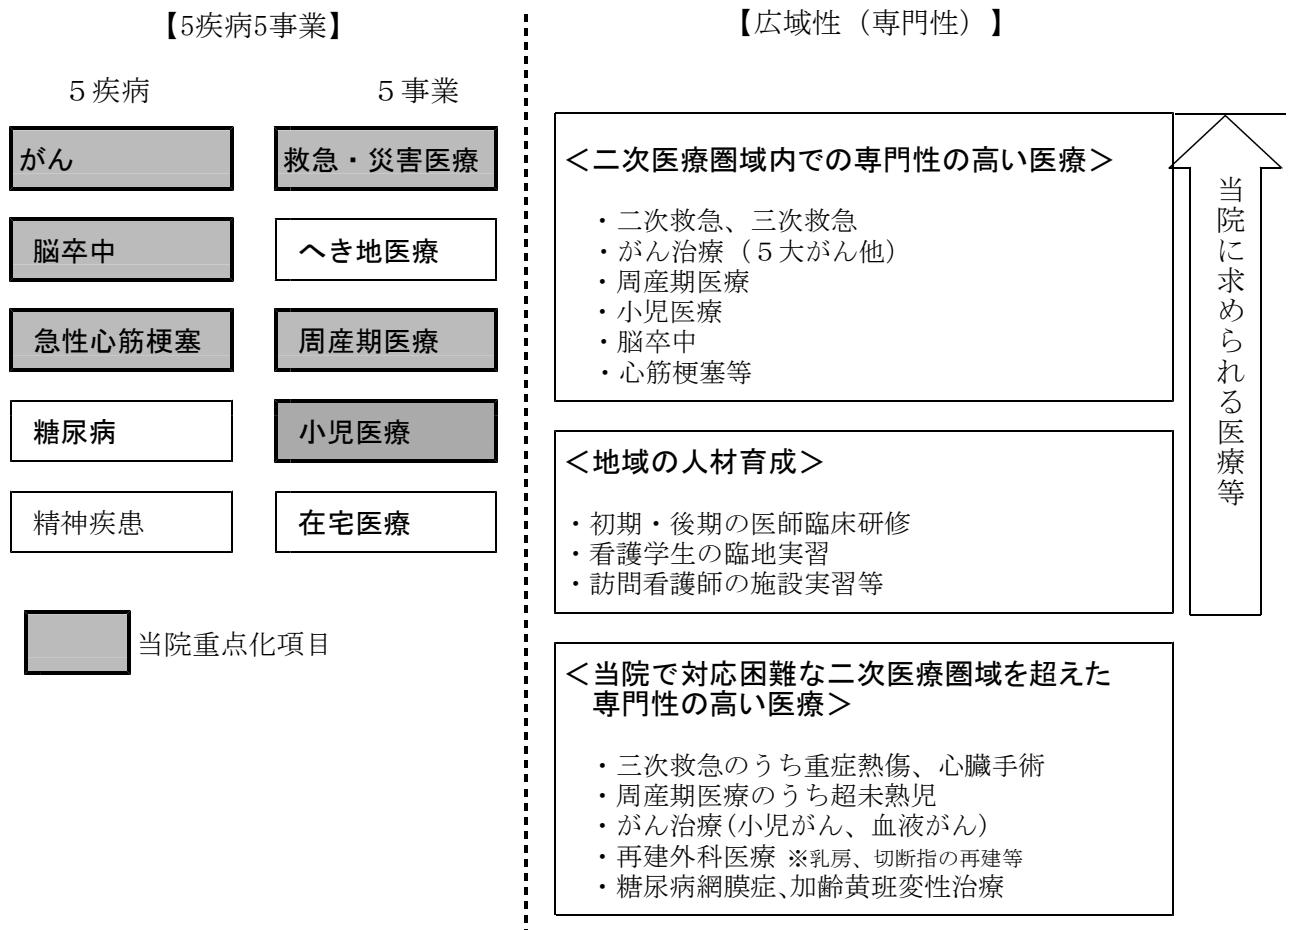 【5疾病5事業】
５疾病
５事業
がん
救急・災害医療
脳卒中
へき地医療
急性心筋梗塞
周産期医療
糖尿病
小児医療
精神疾患
在宅医療
当院重点化項目
【広域性（専門性）】
＜二次医療圏域内での専門性の高い医療＞
・二次救急、三次救急
・がん治療（５大がん他）
・周産期医療
・小児医療
・脳卒中
・心筋梗塞等
＜地域の人材育成＞
・初期・後期の医師臨床研修
・看護学生の臨地実習
・訪問看護師の施設実習等
＜当院で対応困難な二次医療圏域を超えた
専門性の高い医療＞
・三次救急のうち重症熱傷、心臓手術
・周産期医療のうち超未熟児
・がん治療(小児がん、血液がん)
・再建外科医療 ※乳房、切断指の再建等
・糖尿病網膜症、加齢黄班変性治療
当院に求められる医療等